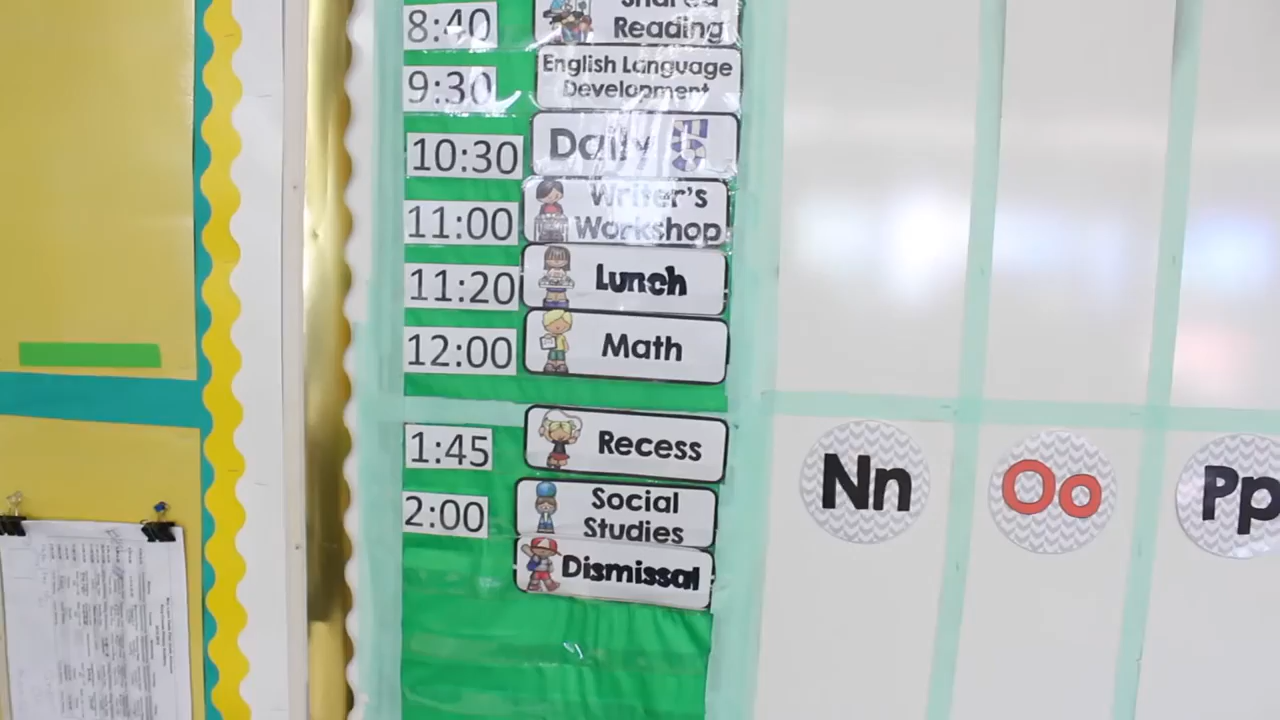 8:40
Shared
Reading
9:30
English Language
Development
10:30
Daily 5
11:00
Writer's
Workshop
11:20
Lunch
12:00
Math
1:45
Recess
2:00
Social
Studies
Dismissal
Nn
Oo
Pp